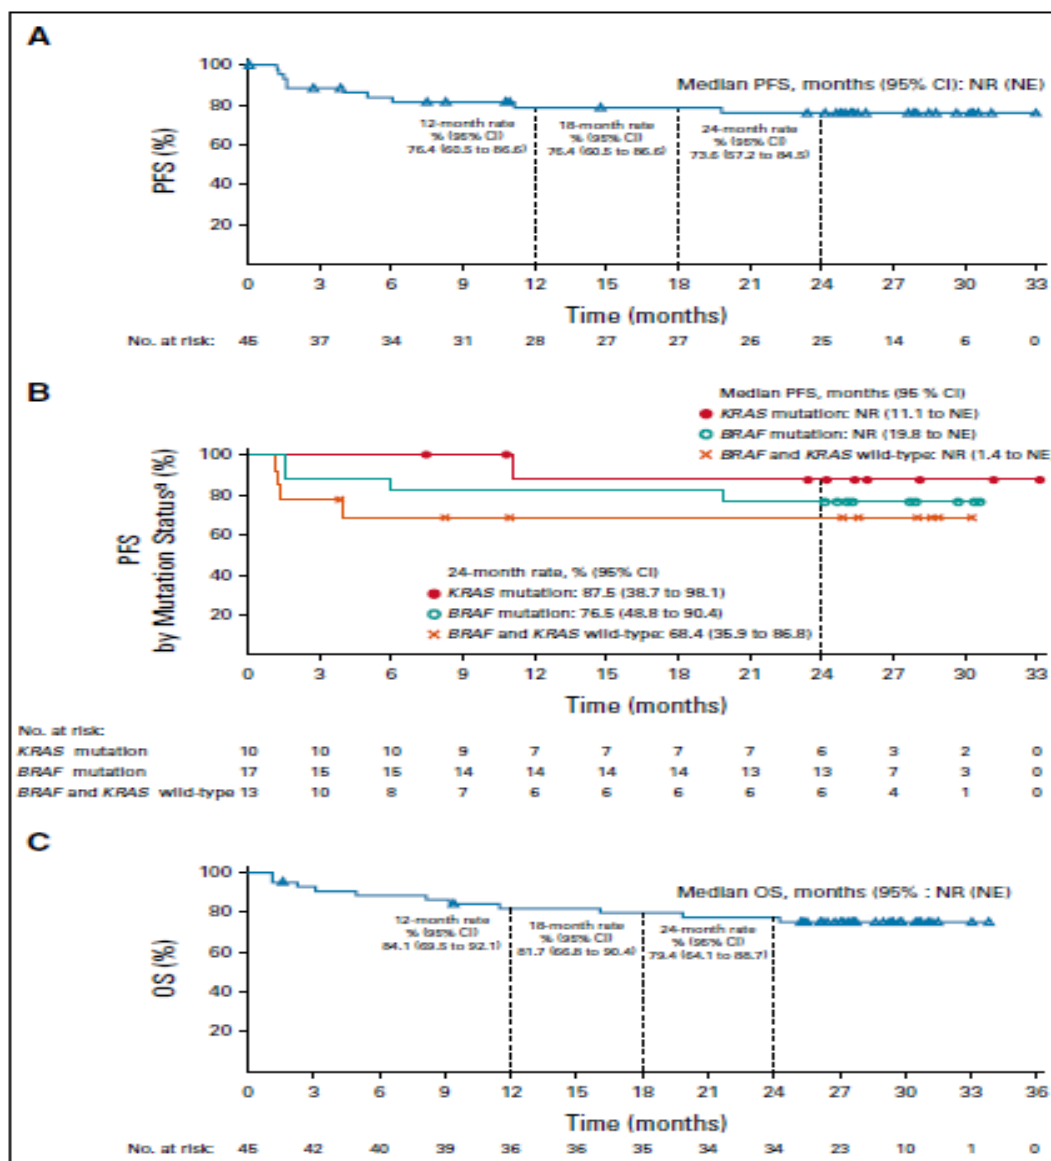 A
Median PFS, months (95% CI): NR (NE)
100
80
60
40
20
PFS (%)
12-month rate
% (95% CI)
76.4 (60.5 to 86.6)
18-month rate
% (95% CI)
76.4 (60.5 to 86.6)
24-month rate
% (95% CI)
73.6 (57.2 to 84.5)
0 3 6 9 12 15 18 21 24 27 30 33
Time (months)
No. at risk: 45 37 34 31 28 27 27 26 25 14 6 0
B
Median PFS, months (95 % CI)
KRAS mutation: NR (11.1 to NE)
BRAF mutation: NR (19.8 to NE)
BRAF and KRAS wild-type: NR (1.4 to NE
100
80
60
40
20
PFS
by Mutation Statusa (%)
24-month rate, % (95% CI)
KRAS mutation: 87.5 (38.7 to 98.1)
BRAF mutation: 76.5 (48.8 to 90.4)
BRAF and KRAS wild-type: 68.4 (35.9 to 86.8)
0 3 6 9 12 15 18 21 24 27 30 33
Time (months)
No. at risk:
KRAS mutation 10 10 10 9 7 7 7 7 6 3 2 0
BRAF mutation 17 15 15 14 14 14 14 13 13 7 3 0
BRAF and KRAS wild-type 13 10 8 7 6 6 6 6 6 4 1 0
C
Median OS, months (95% : NR (NE)
100
80
60
40
20
OS (%)
12-month rate
% (95% CI)
84.1 (69.5 to 92.1)
18-month rate
% (95% CI)
81.7 (66.8 to 90.4)
24-month rate
% (95% CI)
79.4 (64.1 to 88.7)
0 3 6 9 12 15 18 21 24 27 30 33 36
Time (months)
No. at risk: 45 42 40 39 36 36 35 34 34 23 10 1 0